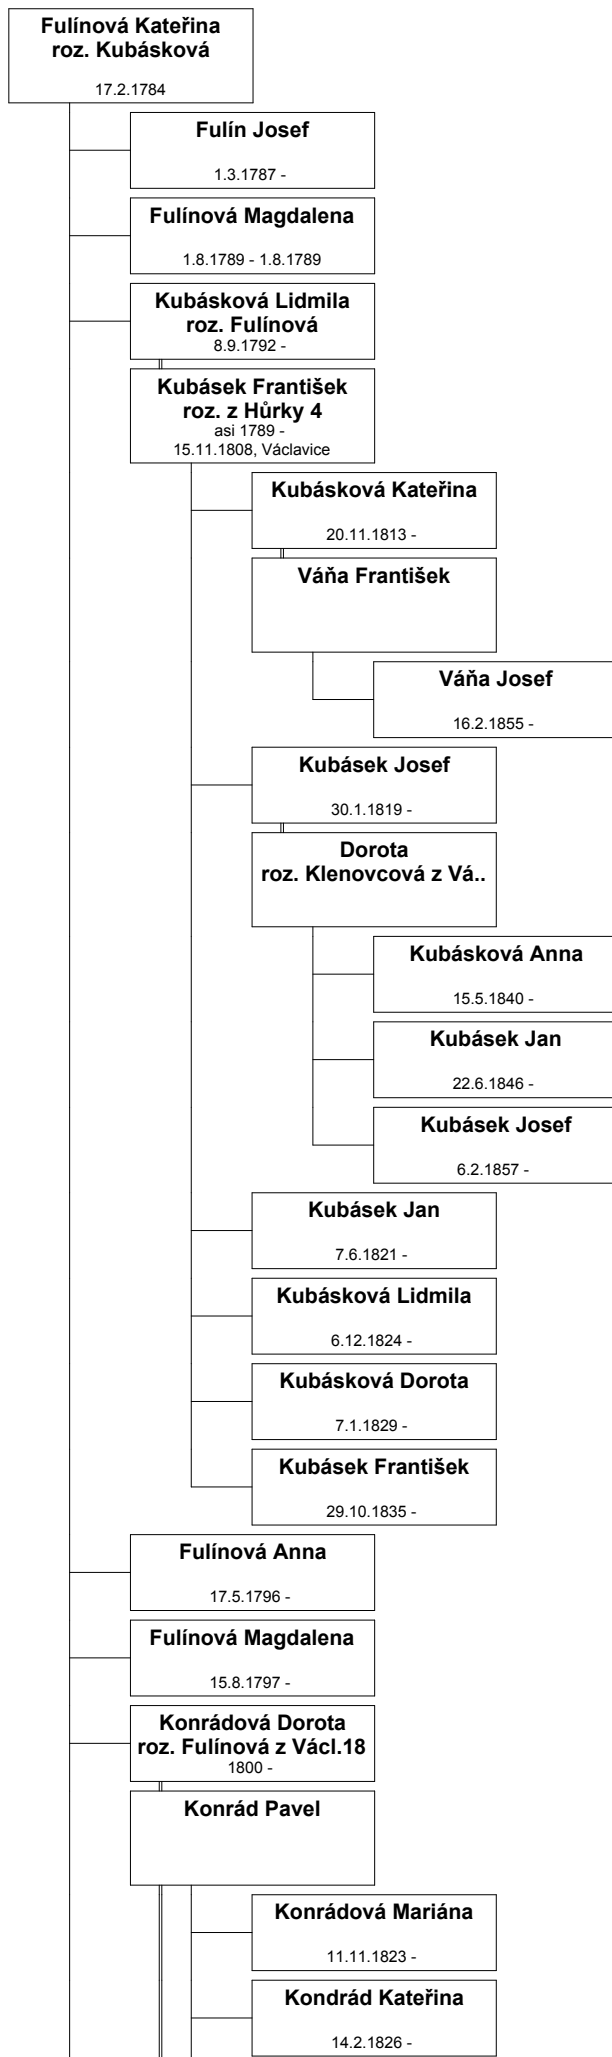 Fulínová Kateřina
roz. Kubásková
17.2.1784
Fulín Josef
1.3.1787 -
Fulínová Magdalena
1.8.1789 - 1.8.1789
Kubásková Lidmila
roz. Fulínová
8.9.1792 -
Kubásek František
roz. z Hůrky 4
asi 1789 -
15.11.1808, Václavice
Kubásková Kateřina
20.11.1813 -
Váňa František
Váňa Josef
16.2.1855 -
Kubásek Josef
30.1.1819 -
Dorota
roz. Klenovcová z Vá..
Kubásková Anna
15.5.1840 -
Kubásek Jan
22.6.1846 -
Kubásek Josef
6.2.1857 -
Kubásek Jan
7.6.1821 -
Kubásková Lidmila
6.12.1824 -
Kubásková Dorota
7.1.1829 -
Kubásek František
29.10.1835 -
Fulínová Anna
17.5.1796 -
Fulínová Magdalena
15.8.1797 -
Konrádová Dorota
roz. Fulínová z Václ.18
1800 -
Konrád Pavel
Konrádová Mariána
11.11.1823 -
Kondrád Kateřina
14.2.1826 -